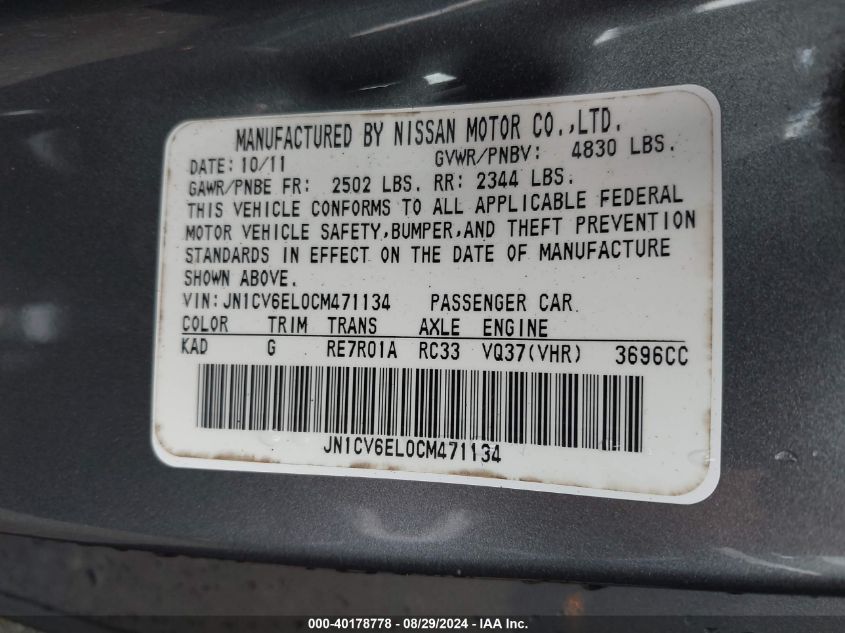 MANUFACTURED BY NISSAN MOTOR CO.,LTD.
DATE: 10/11 GVWR/PNBV: 4830 LBS.
GAWR/PNBE FR: 2502 LBS. RR: 2344 LBS.
THIS VEHICLE CONFORMS TO ALL APPLICABLE FEDERAL
MOTOR VEHICLE SAFETY,BUMPER,AND THEFT PREVENTION
STANDARDS IN EFFECT ON THE DATE OF MANUFACTURE
SHOWN ABOVE.
VIN: JN1CV6EL0CM471134 PASSENGER CAR
COLOR TRIM TRANS AXLE ENGINE
KAD G RE7R01A RC33 VQ37(VHR) 3696CC
JN1CV6EL0CM471134
000-40178778 - 08/29/2024 - IAA Inc.